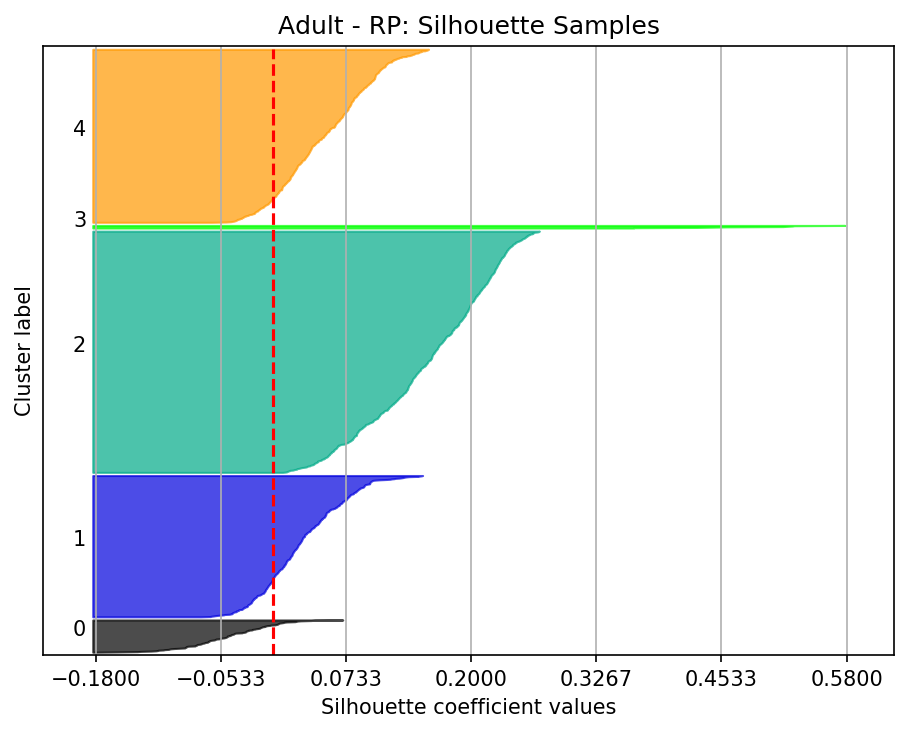 Adult - RP: Silhouette Samples
4
3
2
1
0
Cluster label
−0.1800 −0.0533 0.0733 0.2000 0.3267 0.4533 0.5800
Silhouette coefficient values